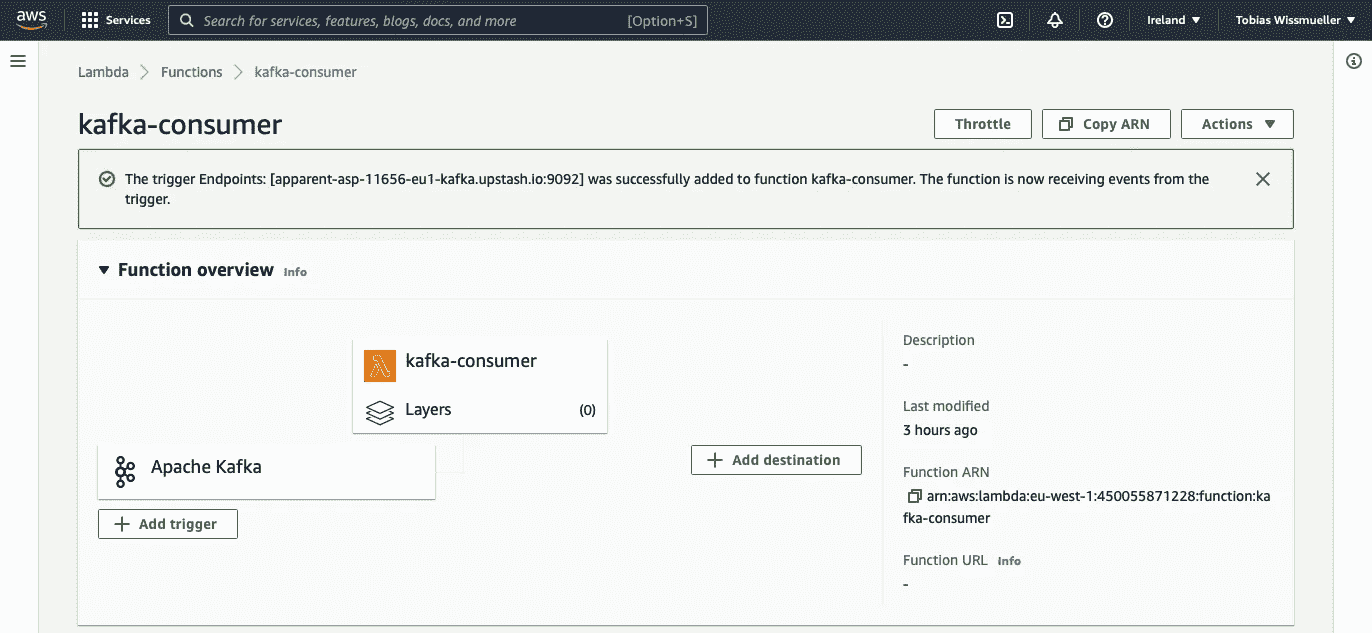 aws Services Search for services, features, blogs, docs, and more [Option+S] Ireland ▼ Tobias Wissmueller ▼
Lambda > Functions > kafka-consumer
kafka-consumer Throttle Copy ARN Actions ▼
The trigger Endpoints: [apparent-asp-11656-eu1-kafka.upstash.io:9092] was successfully added to function kafka-consumer. The function is now receiving events from the
trigger.
▼ Function overview Info
kafka-consumer
Layers (0)
Apache Kafka
+ Add trigger
+ Add destination
Description
-
Last modified
3 hours ago
Function ARN
arn:aws:lambda:eu-west-1:450055871228:function:ka
fka-consumer
Function URL Info
-